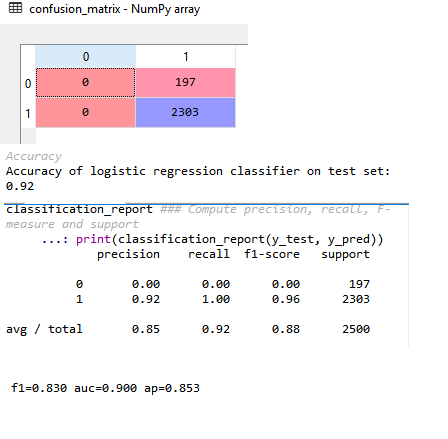 confusion_matrix - NumPy array
0 1
0 0 197
1 0 2303
Accuracy
Accuracy of logistic regression classifier on test set:
0.92
classification_report ### Compute precision, recall, F-
measure and support
...: print(classification_report(y_test, y_pred))
precision recall f1-score support
0 0.00 0.00 0.00 197
1 0.92 1.00 0.96 2303
avg / total 0.85 0.92 0.88 2500
f1=0.830 auc=0.900 ap=0.853